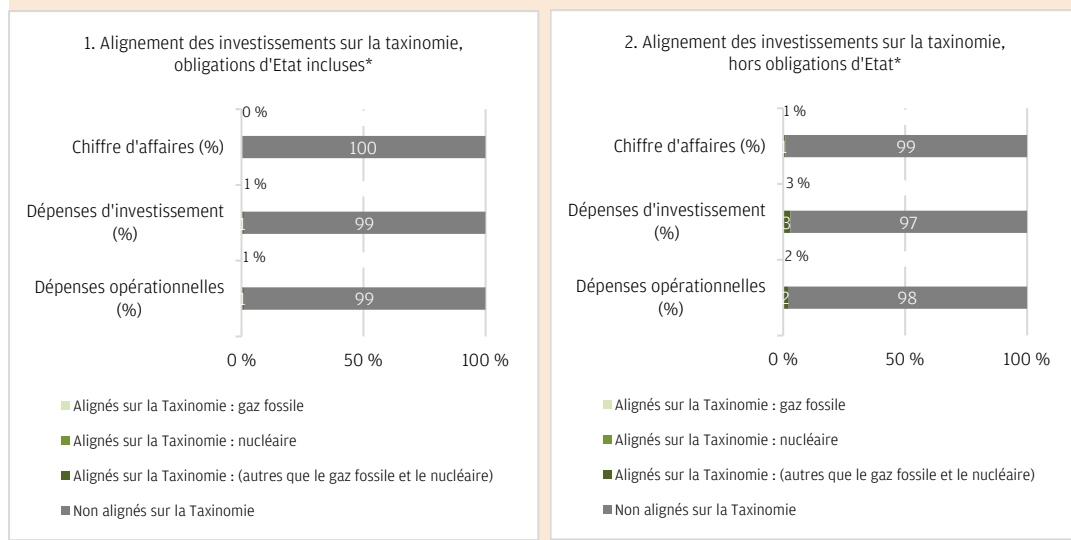 1. Alignement des investissements sur la taxinomie,
obligations d'Etat incluses*
0 %
Chiffre d'affaires (%)
100
1 %
Dépenses d'investissement
(%)
1
99
1 %
Dépenses opérationnelles
(%)
1
99
0 %
50 %
100 %
Alignés sur la Taxinomie : gaz fossile
Alignés sur la Taxinomie : nucléaire
Alignés sur la Taxinomie : (autres que le gaz fossile et le nucléaire)
Non alignés sur la Taxinomie
2. Alignement des investissements sur la taxinomie,
hors obligations d'Etat*
1 %
Chiffre d'affaires (%)
1
99
3 %
Dépenses d'investissement
(%)
3
97
2 %
Dépenses opérationnelles
(%)
2
98
0 %
50 %
100 %
Alignés sur la Taxinomie : gaz fossile
Alignés sur la Taxinomie : nucléaire
Alignés sur la Taxinomie : (autres que le gaz fossile et le nucléaire)
Non alignés sur la Taxinomie